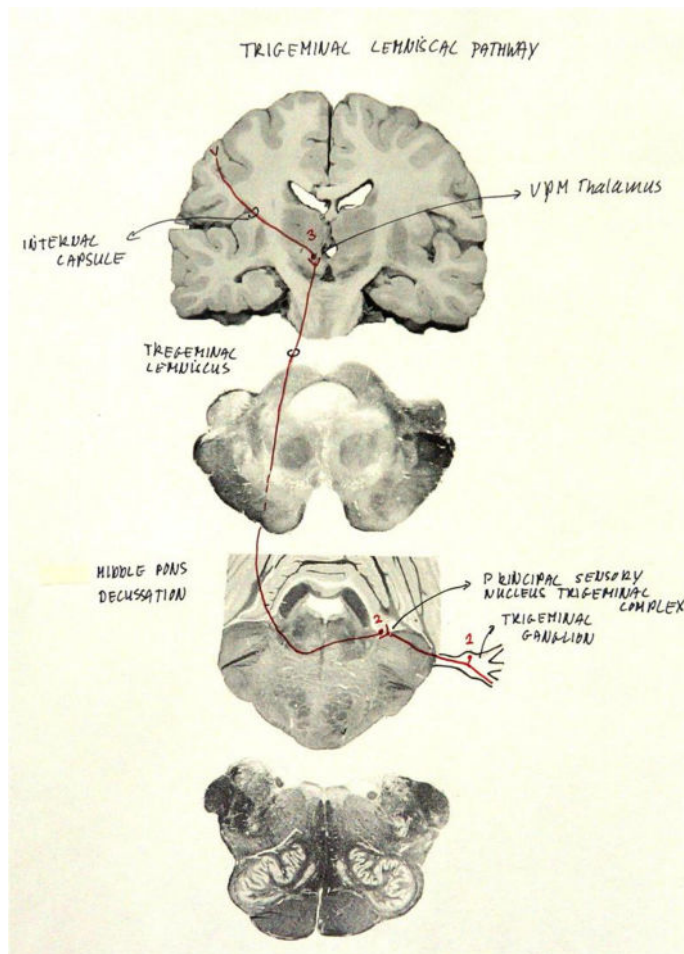 TRIGEMINAL LEMNISCAL PATHWAY
VPM Thalamus
3
INTERNAL
CAPSULE
TREGEMINAL
LEMNISCUS
MIDDLE PONS
DECUSSATION
PRINCIPAL SENSORY
NUCLEUS TRIGEMINAL
COMPLEX
2
1
TRIGEMINAL
GANGLION